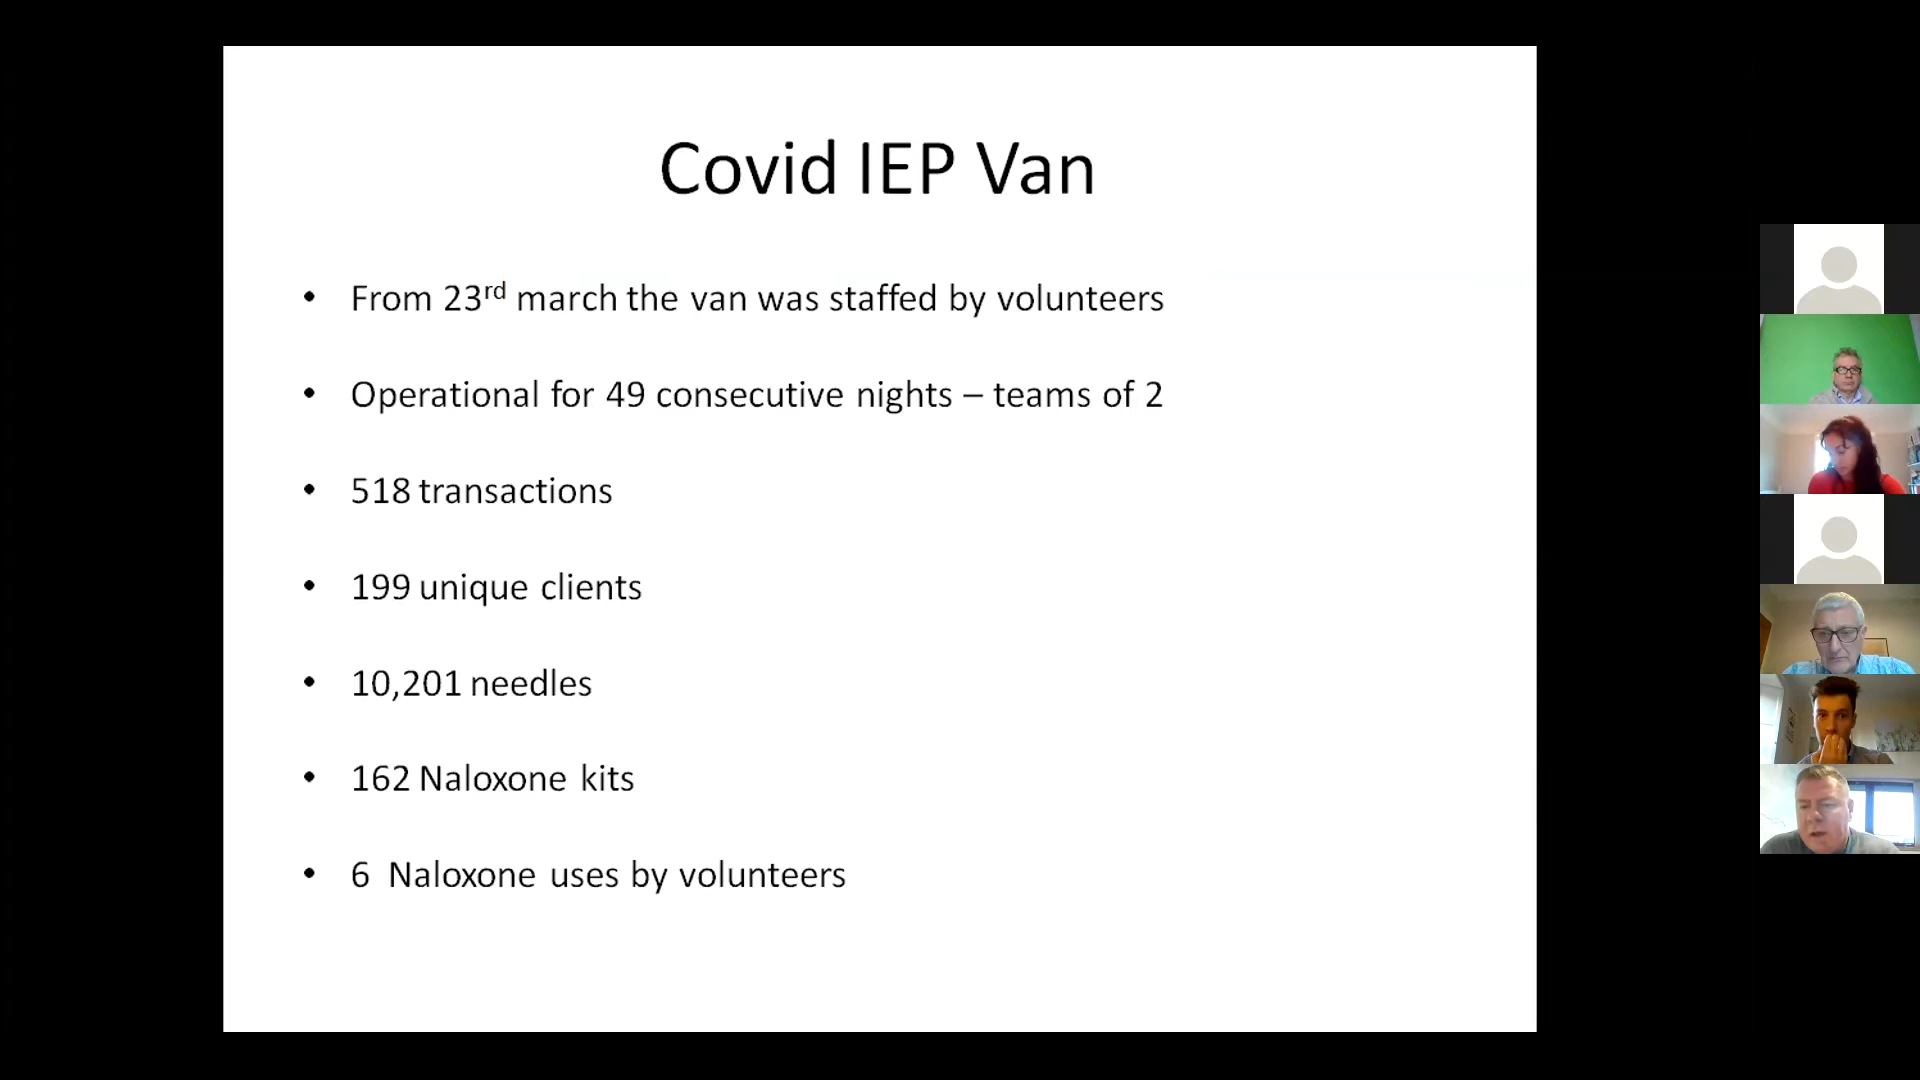 Covid IEP Van
• From 23rd march the van was staffed by volunteers
• Operational for 49 consecutive nights – teams of 2
• 518 transactions
• 199 unique clients
• 10,201 needles
• 162 Naloxone kits
• 6 Naloxone uses by volunteers